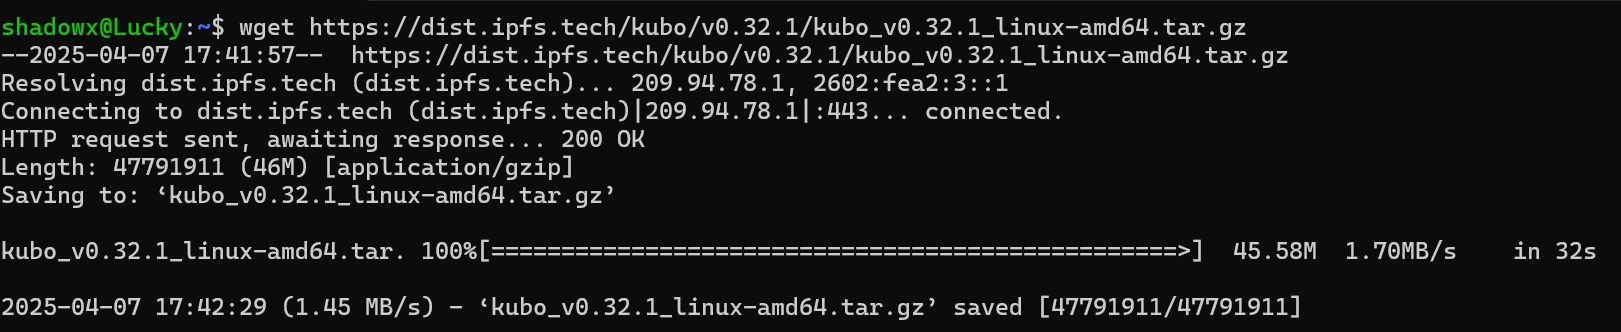 shadowx@Lucky:~$ wget https://dist.ipfs.tech/kubo/v0.32.1/kubo_v0.32.1_linux-amd64.tar.gz
--2025-04-07 17:41:57--  https://dist.ipfs.tech/kubo/v0.32.1/kubo_v0.32.1_linux-amd64.tar.gz
Resolving dist.ipfs.tech (dist.ipfs.tech)... 209.94.78.1, 2602:fea2:3::1
Connecting to dist.ipfs.tech (dist.ipfs.tech)|209.94.78.1|:443... connected.
HTTP request sent, awaiting response... 200 OK
Length: 47791911 (46M) [application/gzip]
Saving to: ‘kubo_v0.32.1_linux-amd64.tar.gz’
kubo_v0.32.1_linux-amd64.tar. 100%[=================================================>]  45.58M  1.70MB/s    in 32s
2025-04-07 17:42:29 (1.45 MB/s) - ‘kubo_v0.32.1_linux-amd64.tar.gz’ saved [47791911/47791911]